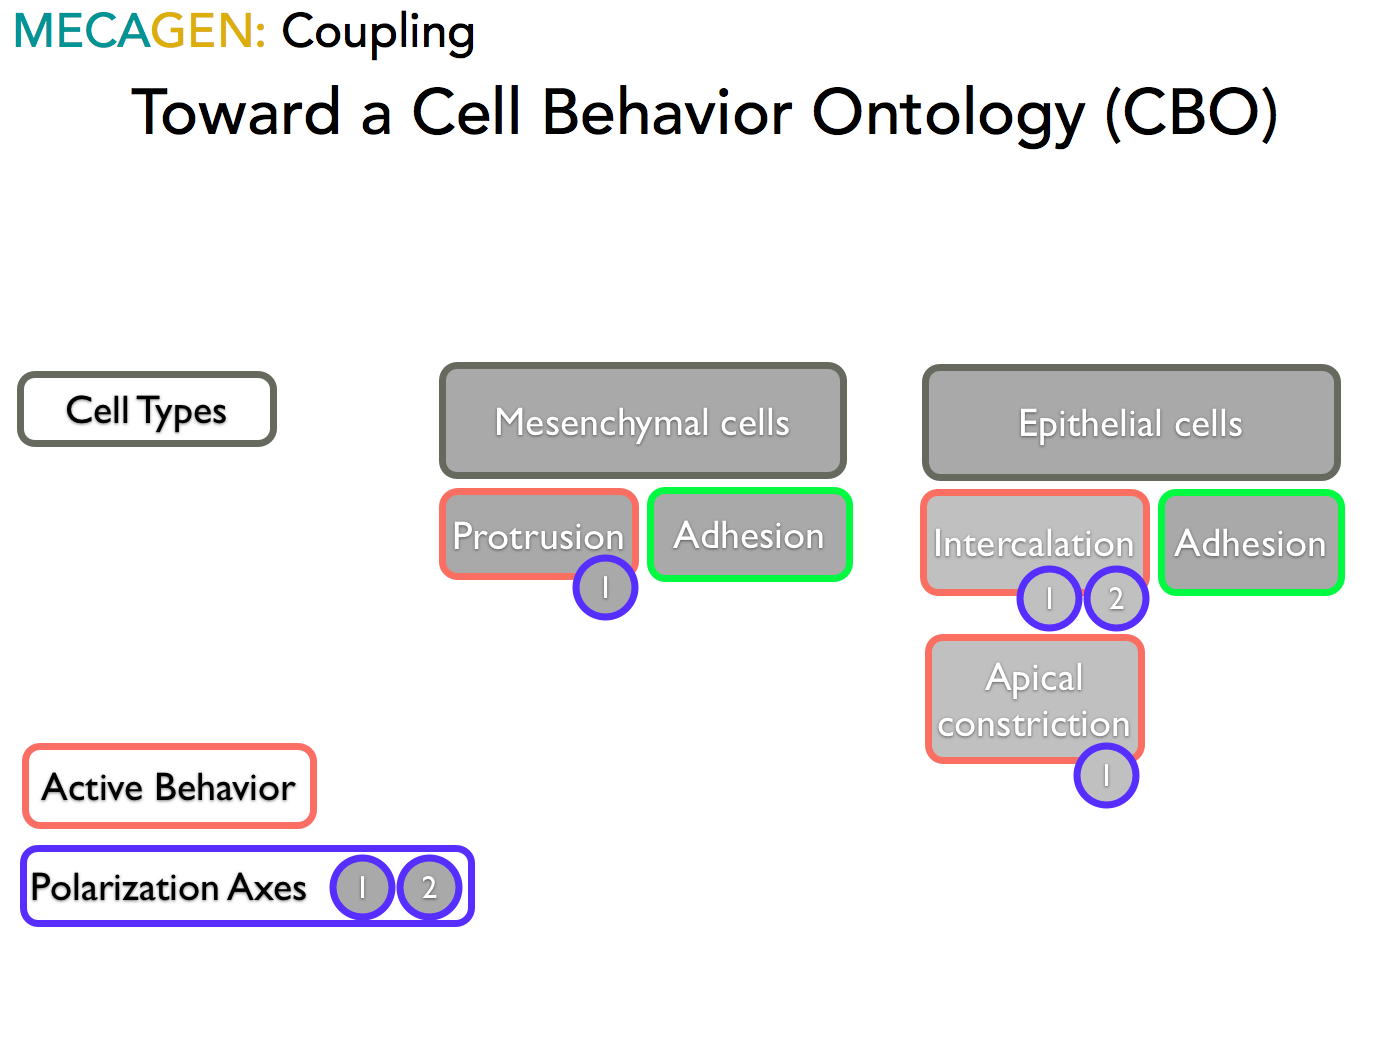 MECAGEN: Coupling
Toward a Cell Behavior Ontology (CBO)
Cell Types
Mesenchymal cells
Epithelial cells
Protrusion
Adhesion
Intercalation
Adhesion
1
1
2
Apical
constriction
1
Active Behavior
Polarization Axes 1 2